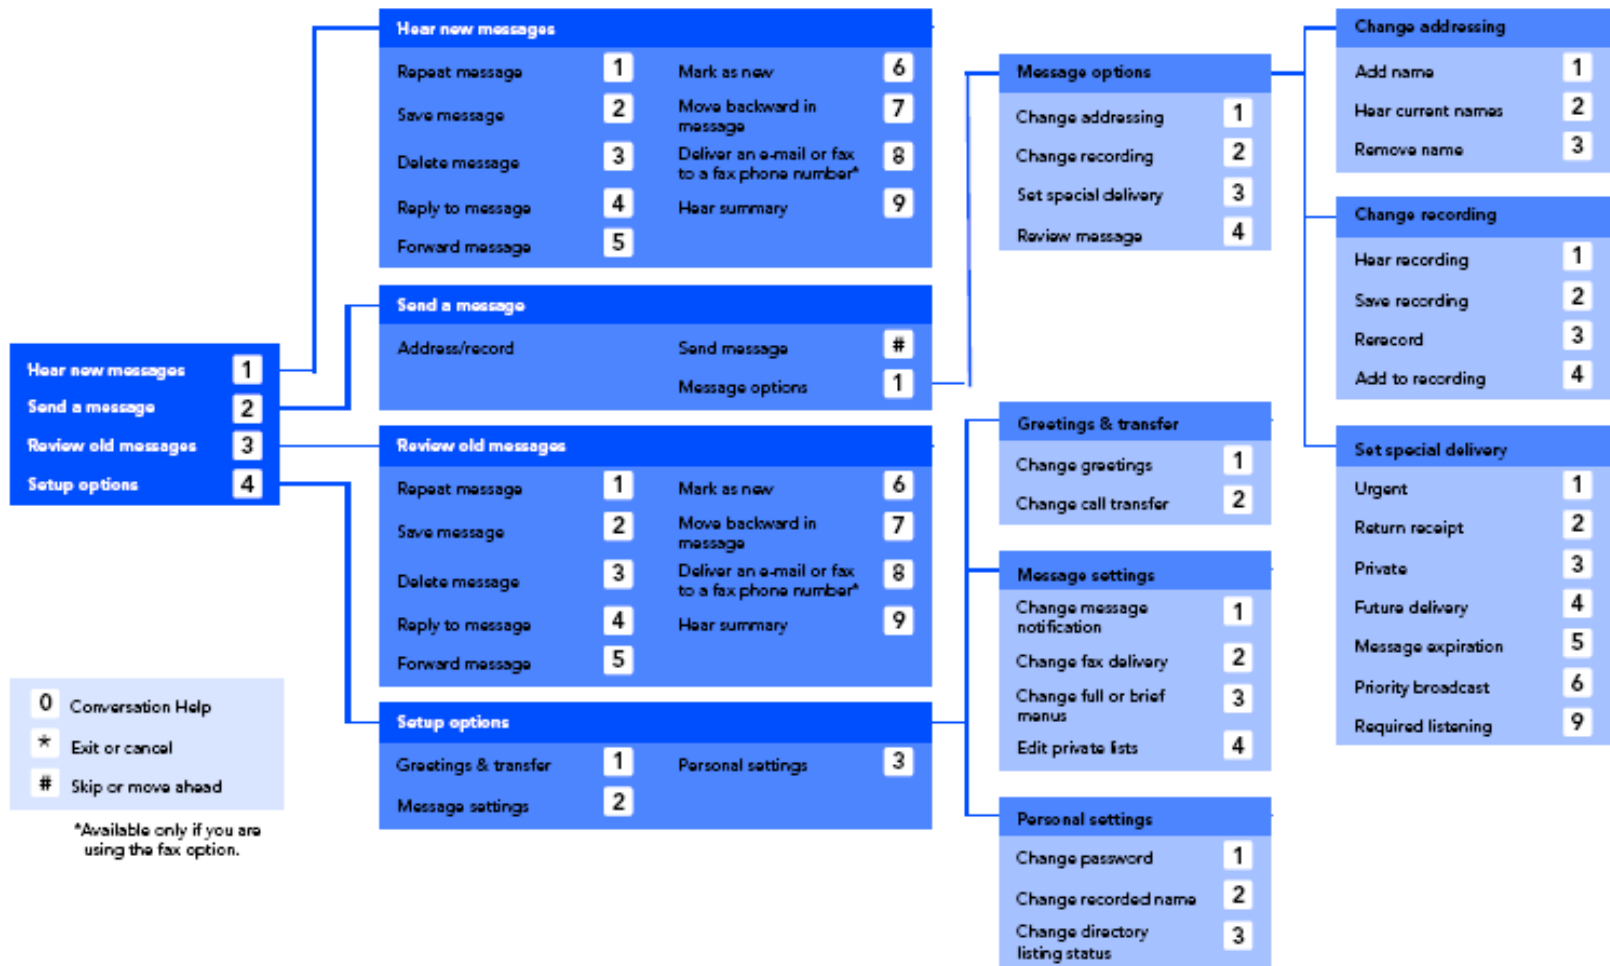 Hear new messages 1
Send a message 2
Review old messages 3
Setup options 4
0 Conversation Help
* Exit or cancel
# Skip or move ahead
*Available only if you are
using the fax option.
Hear new messages
Repeat message 1
Save message 2
Delete message 3
Reply to message 4
Forward message 5
Mark as new 6
Move backward in
message 7
Deliver an e-mail or fax
to a fax phone number* 8
Hear summary 9
Send a message
Address/record
Send message #
Message options 1
Review old messages
Repeat message 1
Save message 2
Delete message 3
Reply to message 4
Forward message 5
Mark as new 6
Move backward in
message 7
Deliver an e-mail or fax
to a fax phone number* 8
Hear summary 9
Setup options
Greetings & transfer 1
Message settings 2
Personal settings 3
Message options
Change addressing 1
Change recording 2
Set special delivery 3
Review message 4
Greetings & transfer
Change greetings 1
Change call transfer 2
Message settings
Change message
notification 1
Change fax delivery 2
Change full or brief
menus 3
Edit private lists 4
Personal settings
Change password 1
Change recorded name 2
Change directory
listing status 3
Change addressing
Add name 1
Hear current names 2
Remove name 3
Change recording
Hear recording 1
Save recording 2
Rerecord 3
Add to recording 4
Set special delivery
Urgent 1
Return receipt 2
Private 3
Future delivery 4
Message expiration 5
Priority broadcast 6
Required listening 9